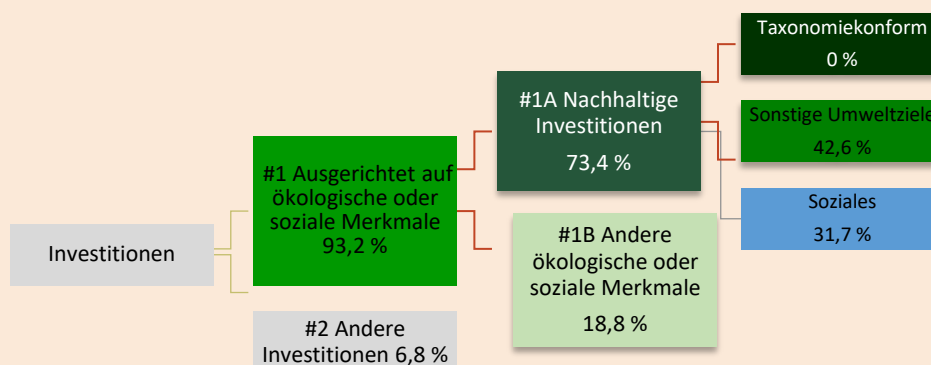 Investitionen
#1 Ausgerichtet auf
ökologische oder
soziale Merkmale
93,2 %
#2 Andere
Investitionen 6,8 %
#1A Nachhaltige
Investitionen
73,4 %
#1B Andere
ökologische oder
soziale Merkmale
18,8 %
Taxonomiekonform
0 %
Sonstige Umweltziele
42,6 %
Soziales
31,7 %